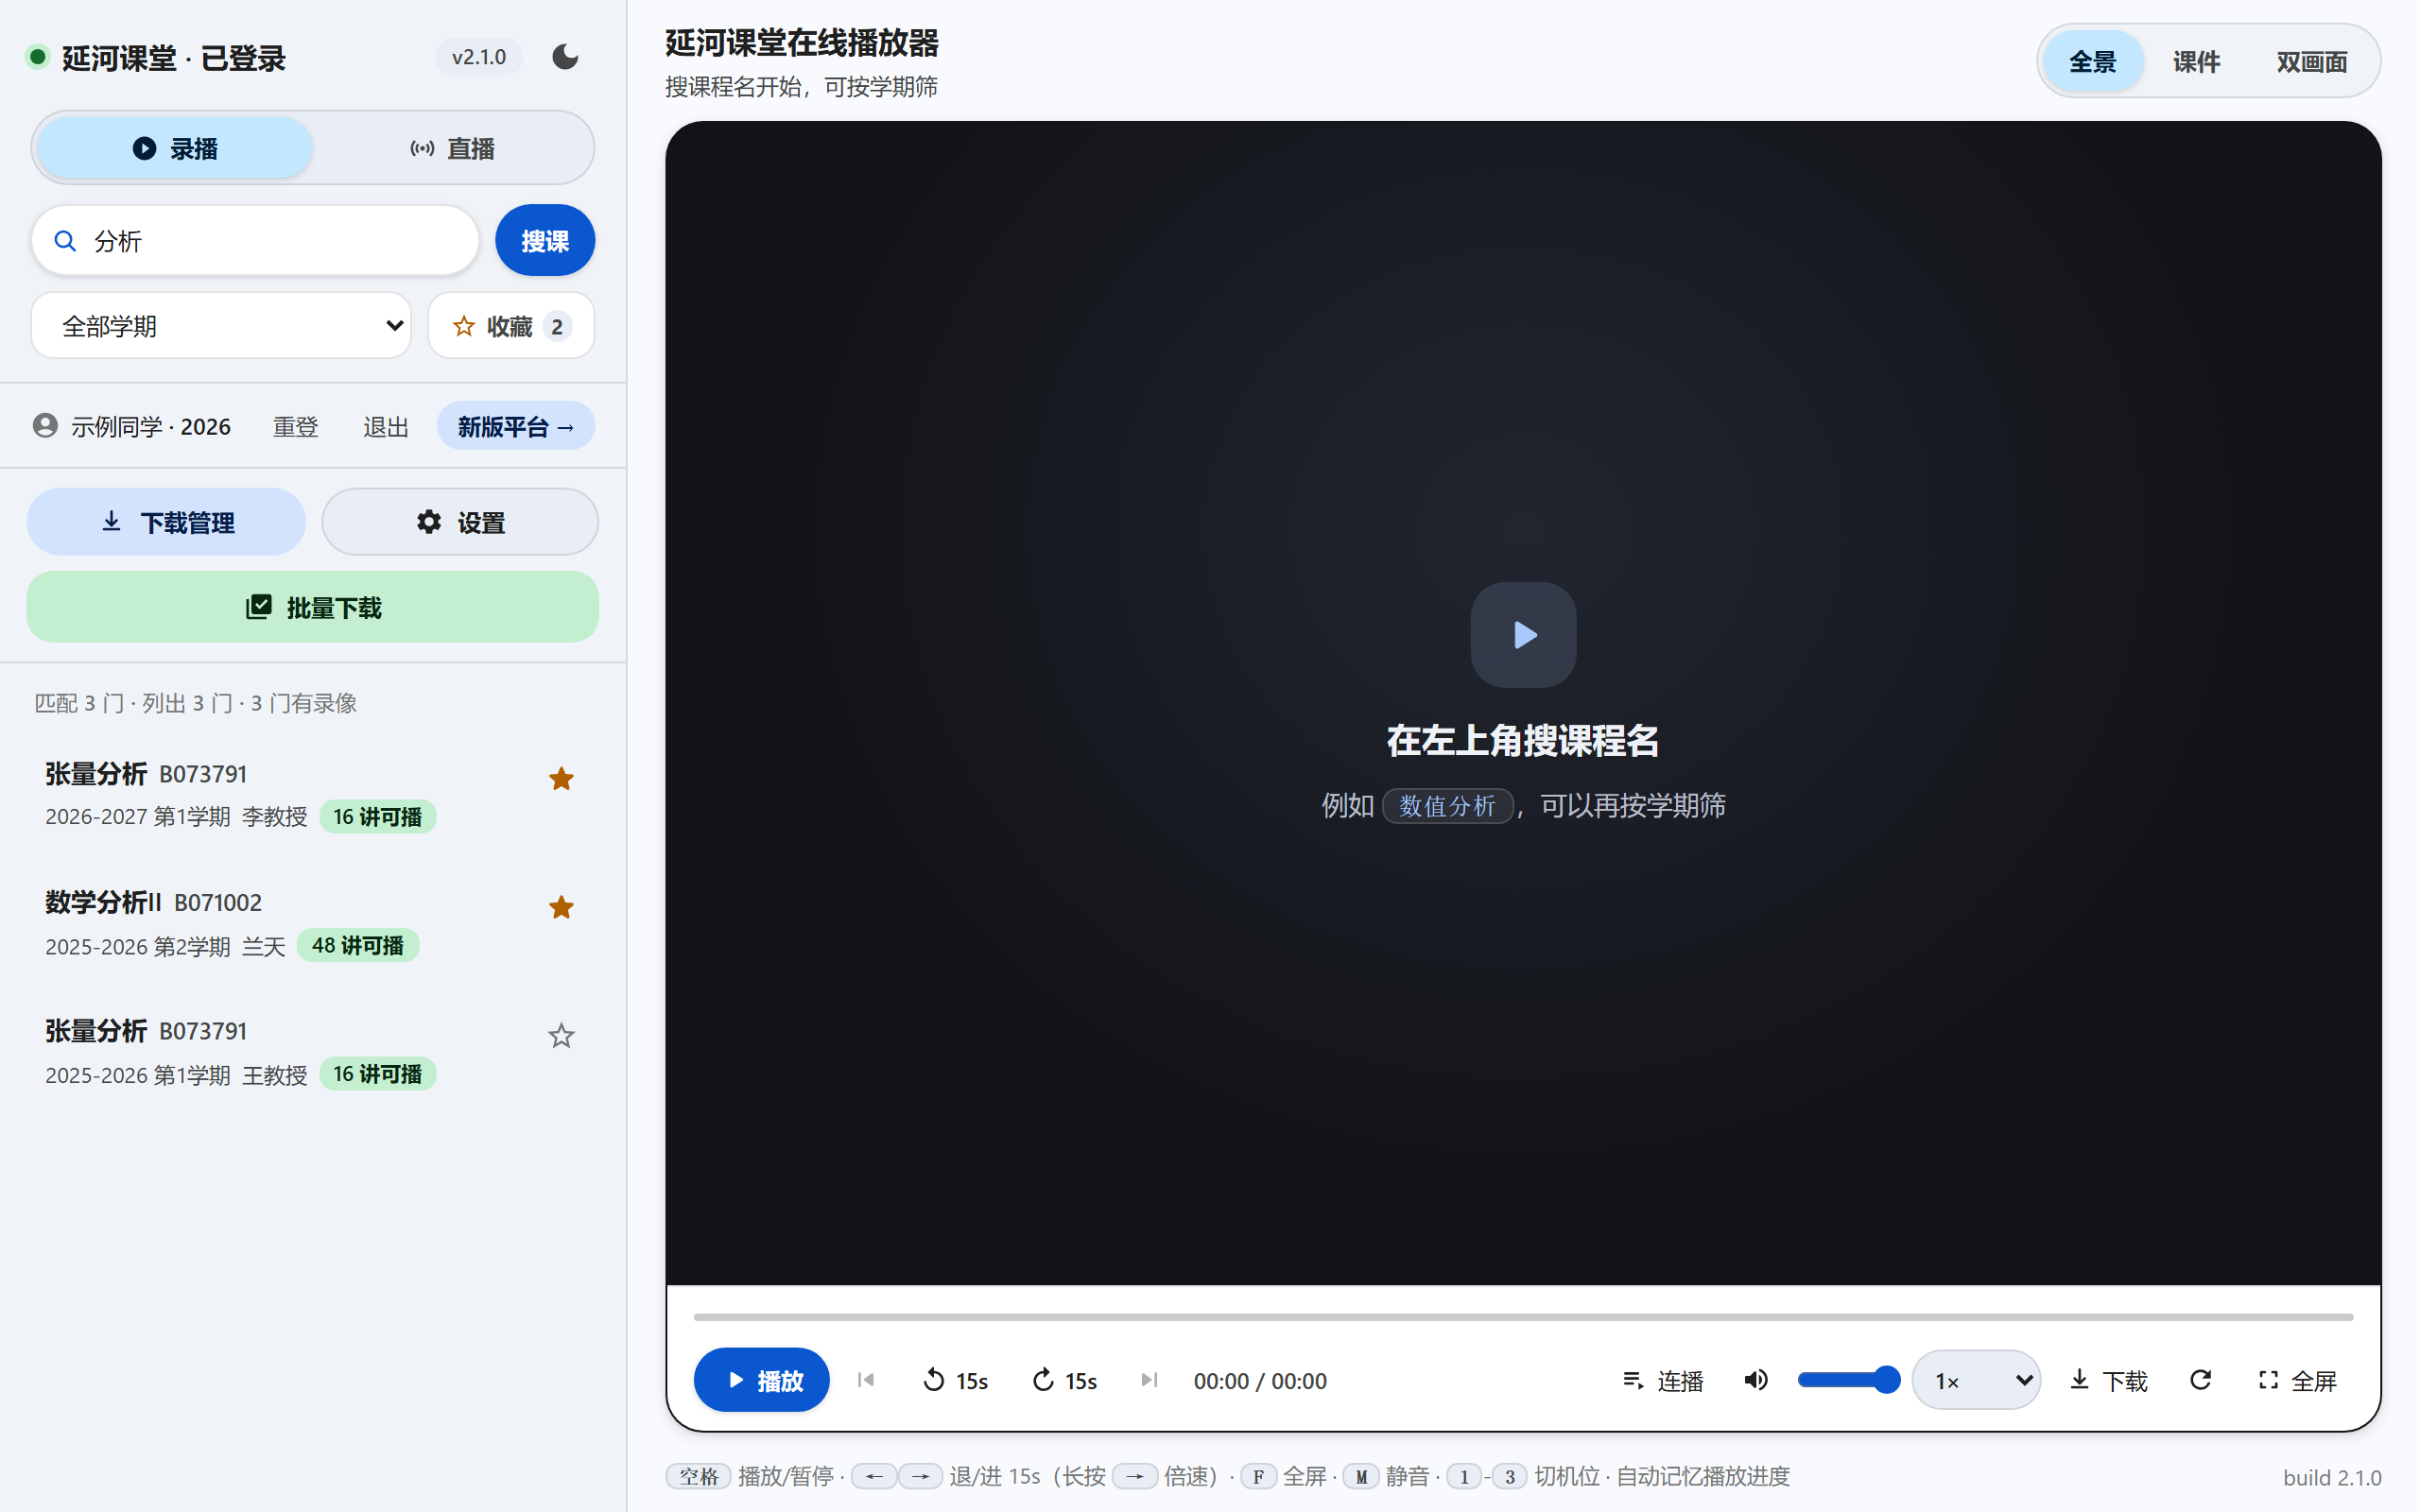 延河课堂 · 已登录
v2.1.0
录播
直播
分析
搜课
全部学期
收藏 2
示例同学 · 2026
重登
退出
新版平台 →
下载管理
设置
批量下载
匹配 3 门 · 列出 3 门 · 3 门有录像
张量分析 B073791
2026-2027 第1学期 李教授 16 讲可播
数学分析II B071002
2025-2026 第2学期 兰天 48 讲可播
张量分析 B073791
2025-2026 第1学期 王教授 16 讲可播
延河课堂在线播放器
搜课程名开始，可按学期筛
全景
课件
双画面
在左上角搜课程名
例如 数值分析，可以再按学期筛
播放
15s
15s
00:00 / 00:00
连播
1×
下载
全屏
空格 播放/暂停 · ← → 退/进 15s（长按 → 倍速）· F 全屏 · M 静音 · 1-3 切机位 · 自动记忆播放进度
build 2.1.0